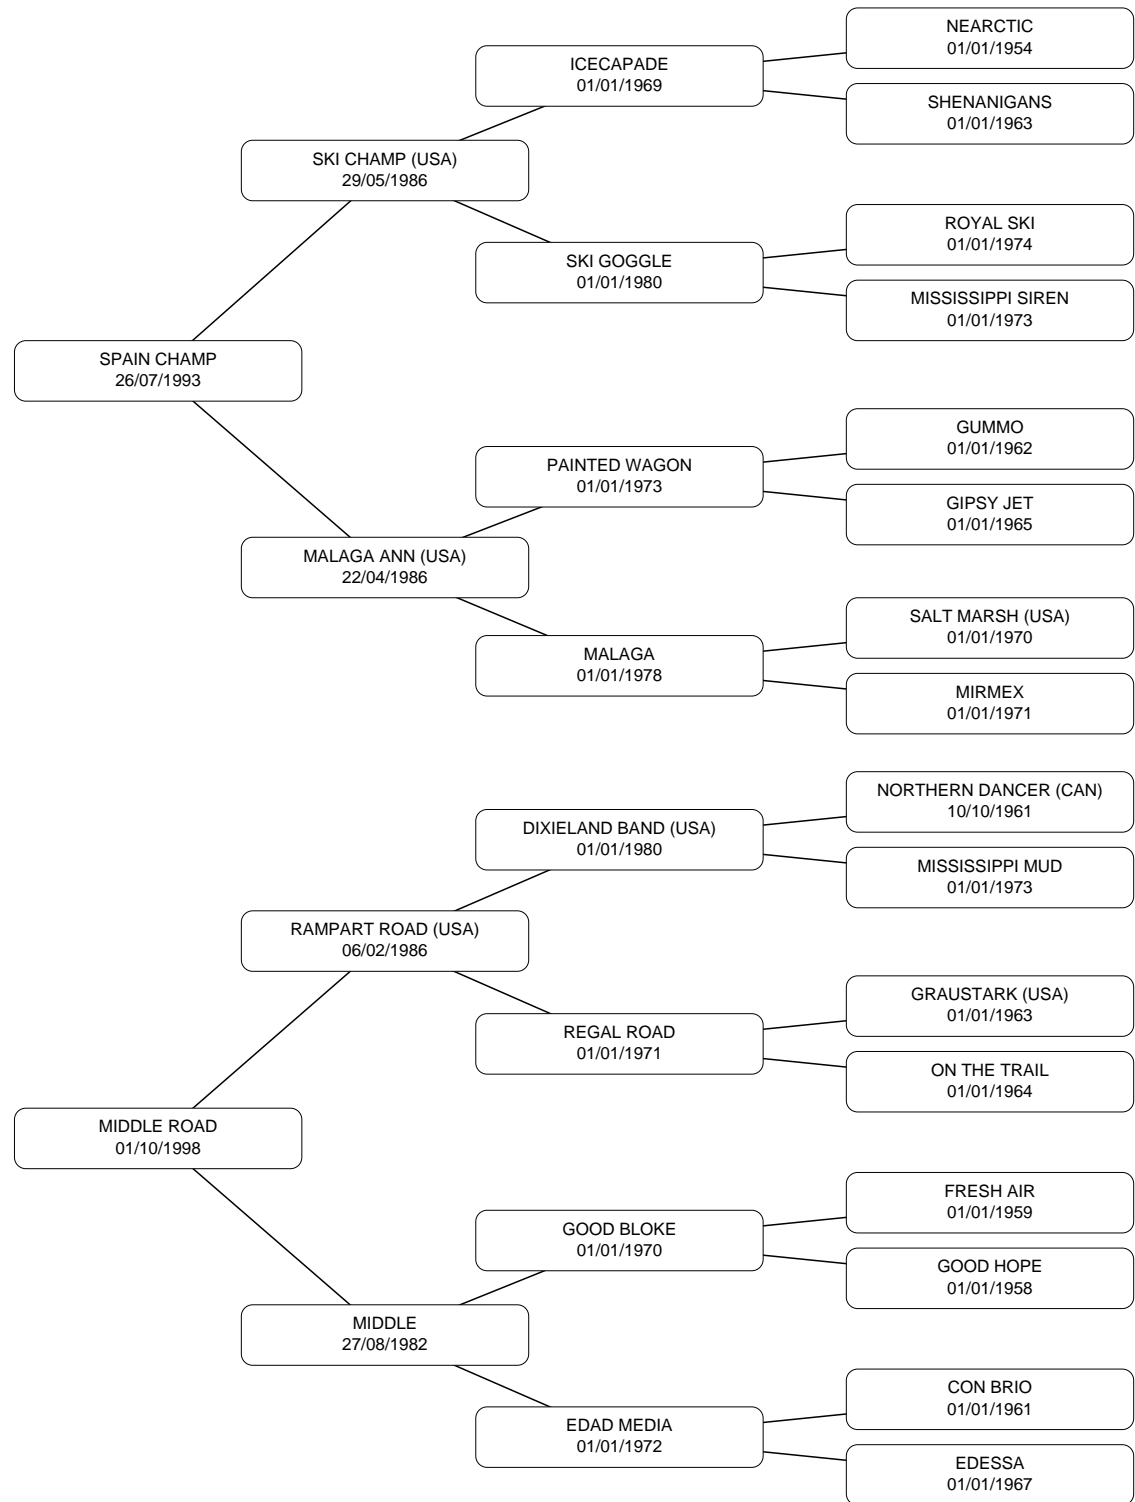 NEARCTIC
01/01/1954
ICECAPADE
01/01/1969
SHENANIGANS
01/01/1963
SKI CHAMP (USA)
29/05/1986
ROYAL SKI
01/01/1974
SKI GOGGLE
01/01/1980
MISSISSIPPI SIREN
01/01/1973
SPAIN CHAMP
26/07/1993
GUMMO
01/01/1962
PAINTED WAGON
01/01/1973
GIPSY JET
01/01/1965
MALAGA ANN (USA)
22/04/1986
SALT MARSH (USA)
01/01/1970
MALAGA
01/01/1978
MIRMEX
01/01/1971
NORTHERN DANCER (CAN)
10/10/1961
DIXIELAND BAND (USA)
01/01/1980
MISSISSIPPI MUD
01/01/1973
RAMPART ROAD (USA)
06/02/1986
GRAUSTARK (USA)
01/01/1963
REGAL ROAD
01/01/1971
ON THE TRAIL
01/01/1964
MIDDLE ROAD
01/10/1998
FRESH AIR
01/01/1959
GOOD BLOKE
01/01/1970
GOOD HOPE
01/01/1958
MIDDLE
27/08/1982
CON BRIO
01/01/1961
EDAD MEDIA
01/01/1972
EDESSA
01/01/1967